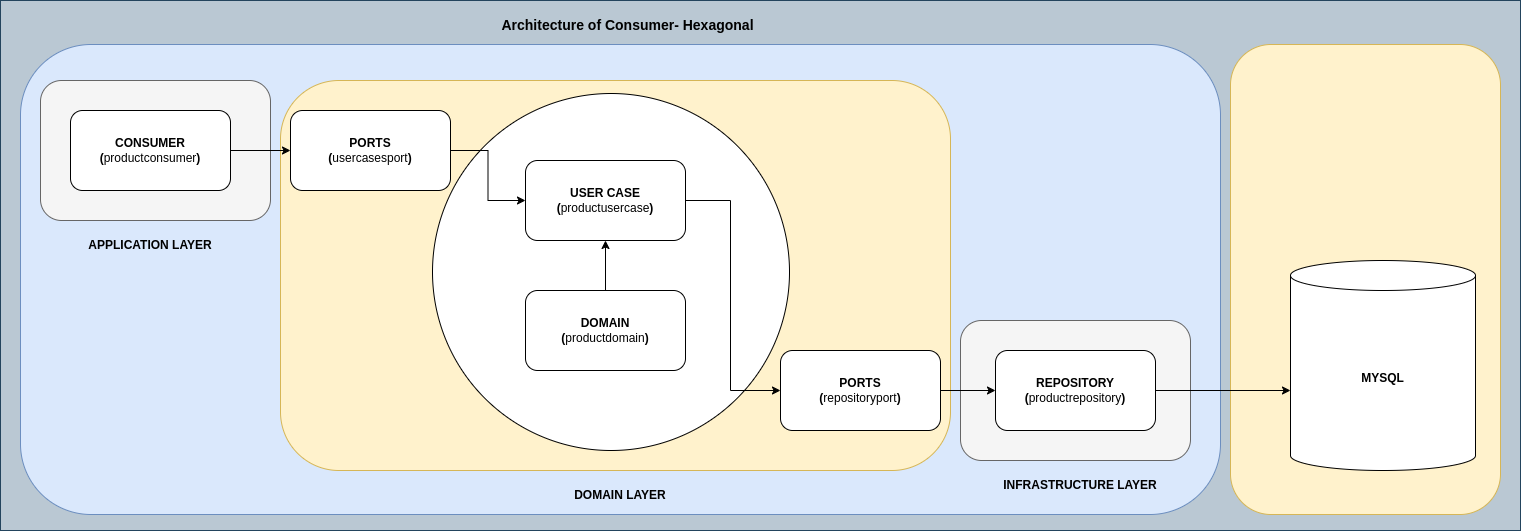 Architecture of Consumer- Hexagonal
CONSUMER
(productconsumer)
APPLICATION LAYER
PORTS
(usercasesport)
USER CASE
(productusercase)
DOMAIN
(productdomain)
PORTS
(repositoryport)
DOMAIN LAYER
REPOSITORY
(productrepository)
INFRASTRUCTURE LAYER
MYSQL